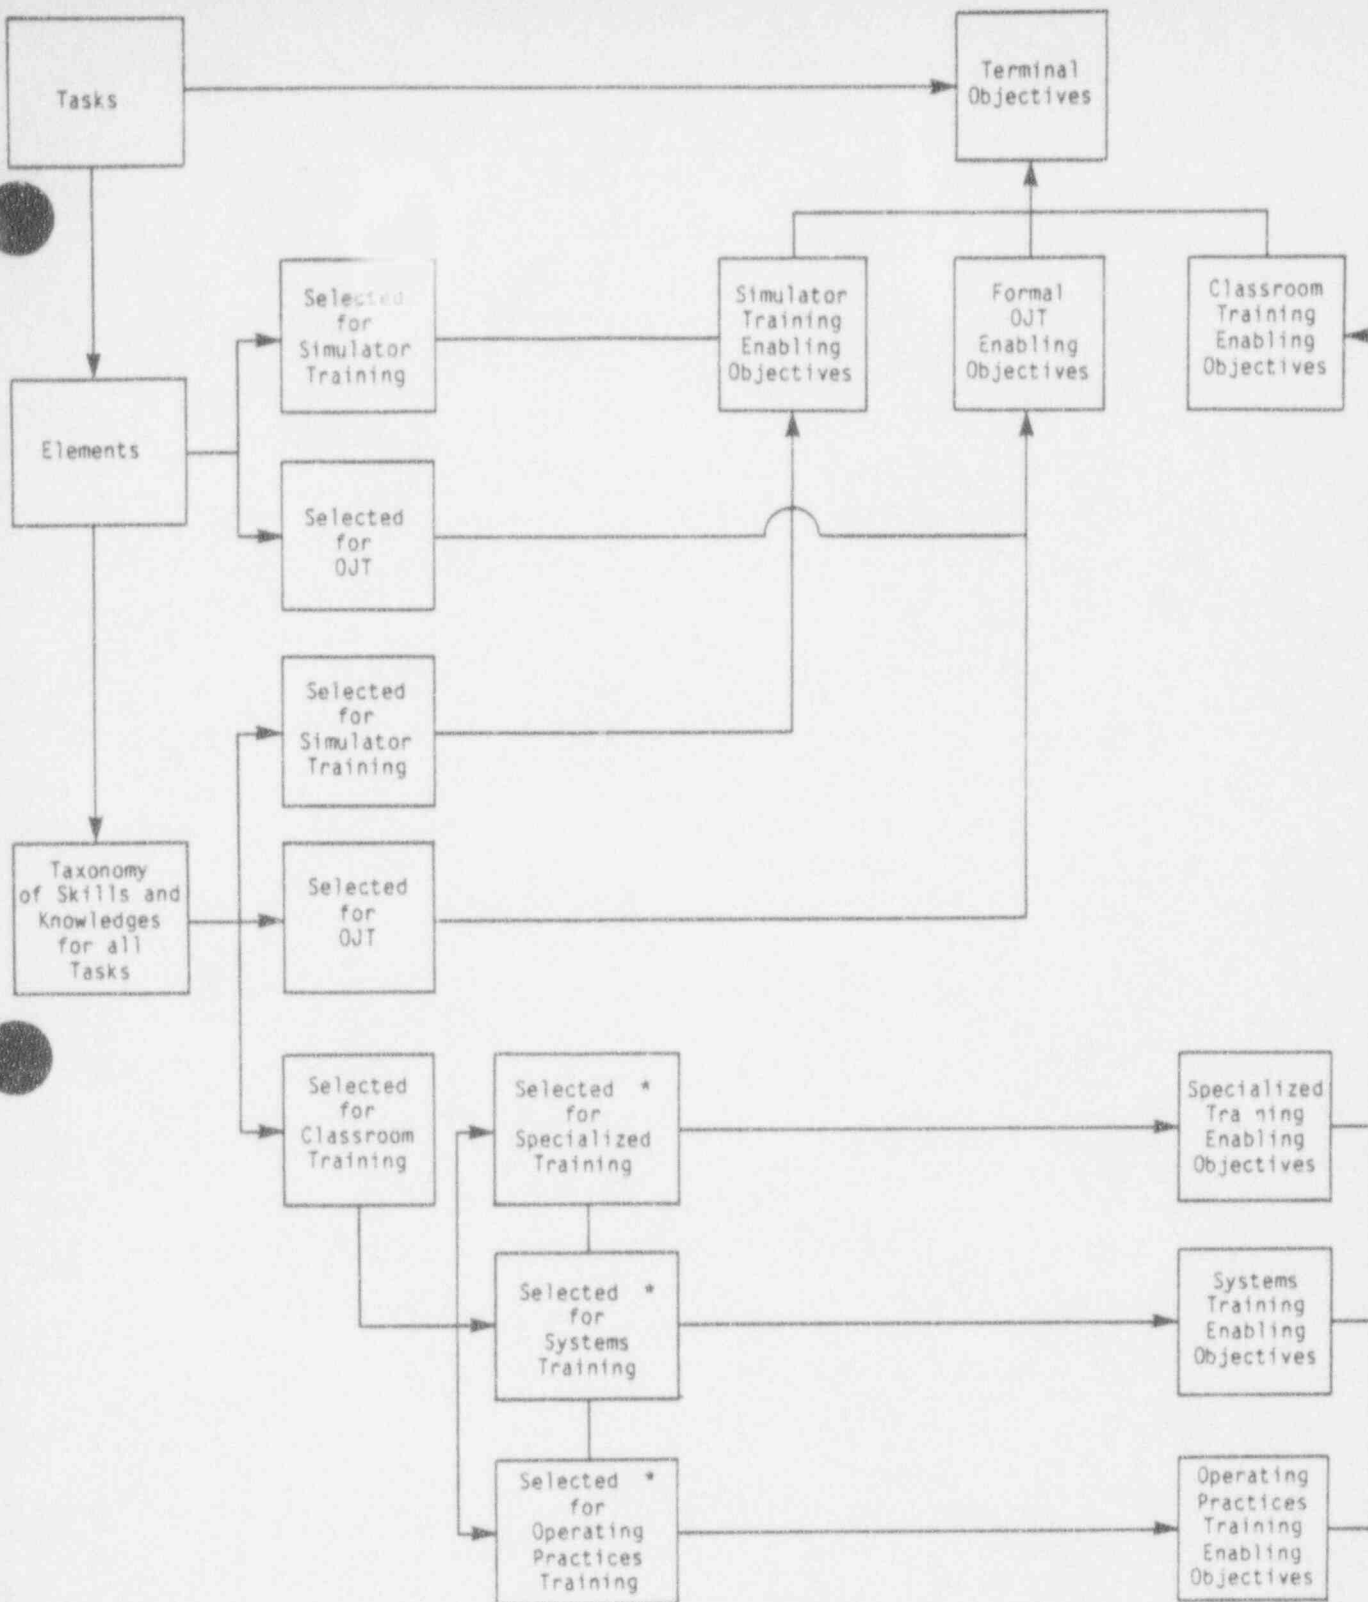 Tasks
Terminal
Objectives
Selected
for
Simulator
Training
Simulator
Training
Enabling
Objectives
Formal
OJT
Enabling
Objectives
Classroom
Training
Enabling
Objectives
Elements
Selected
for
OJT
Selected
for
Simulator
Training
Taxonomy
of Skills and
Knowledges
for all
Tasks
Selected
for
OJT
Selected
for
Classroom
Training
Selected *
for
Specialized
Training
Specialized
Tra ning
Enabling
Objectives
Selected *
for
Systems
Training
Systems
Training
Enabling
Objectives
Selected *
for
Operating
Practices
Training
Operating
Practices
Training
Enabling
Objectives